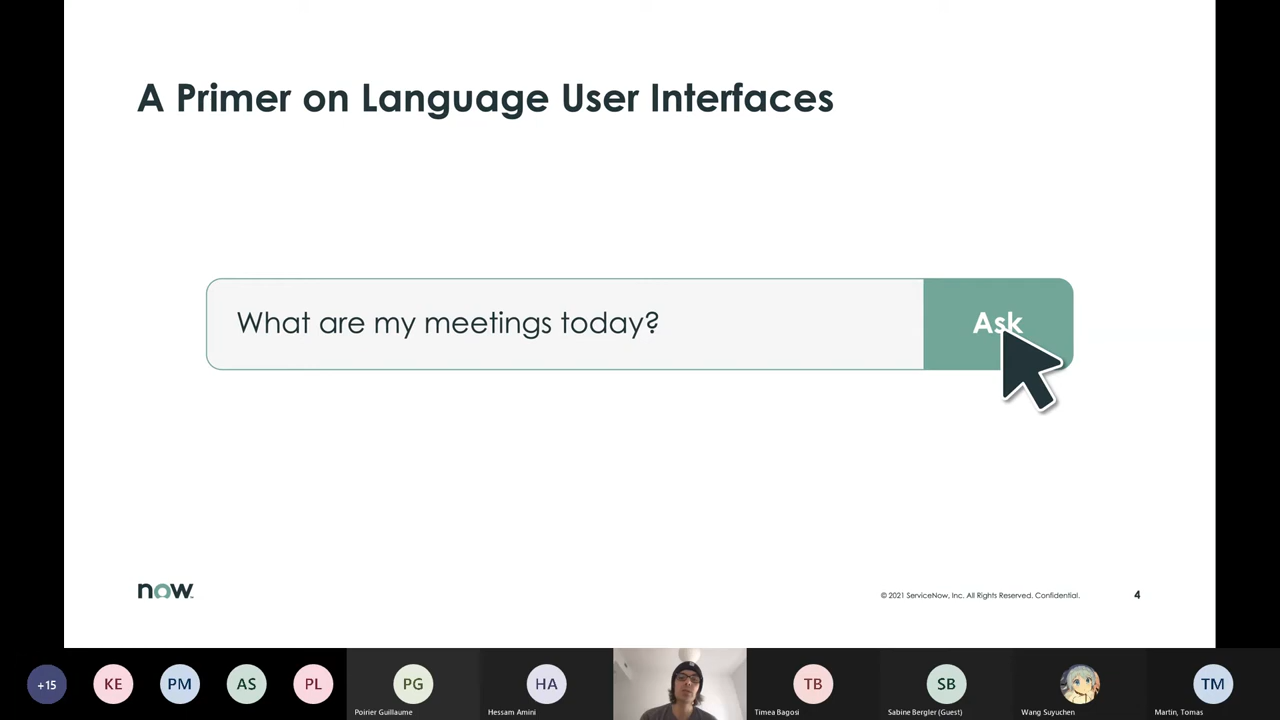 A Primer on Language User Interfaces
What are my meetings today?
Ask
now
© 2021 ServiceNow, Inc. All Rights Reserved. Confidential.
4
+15
KE
PM
AS
PL
PG
HA
TB
SB
TM
Poirier Guillaume
Hessam Amini
Timea Bagosi
Sabine Bergler (Guest)
Wang Suyuchen
Martin, Tomas